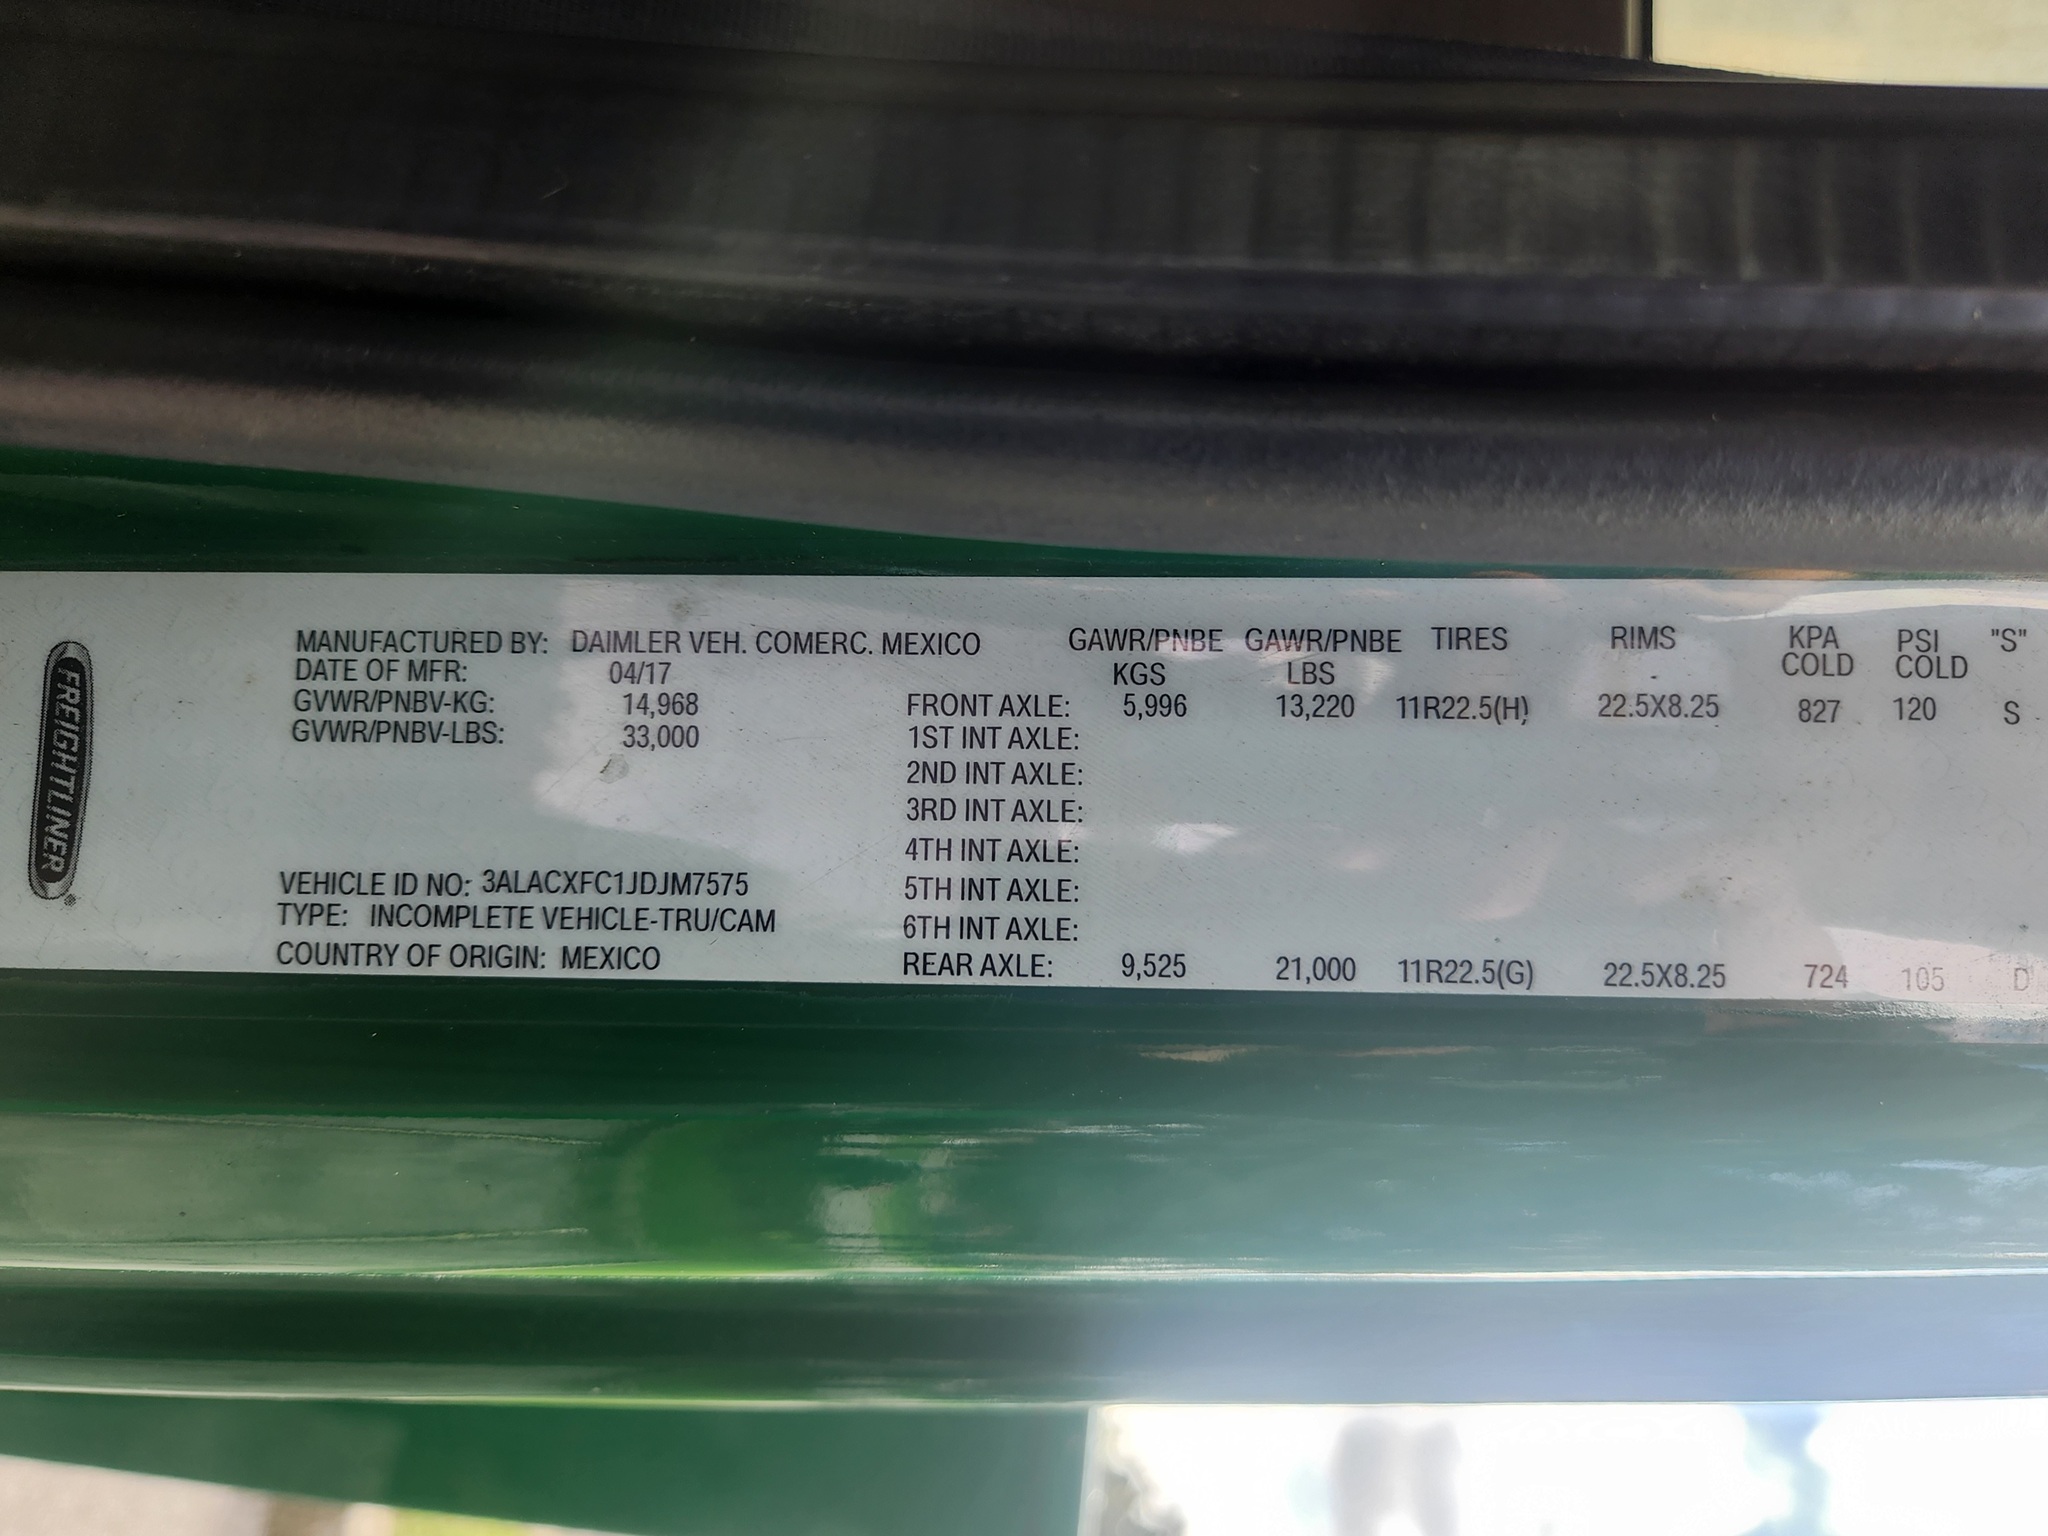 FREIGHTLINER
MANUFACTURED BY: DAIMLER VEH. COMERC. MEXICO
DATE OF MFR: 04/17
GVWR/PNBV-KG: 14,968
GVWR/PNBV-LBS: 33,000
VEHICLE ID NO: 3ALACXFC1JDJM7575
TYPE: INCOMPLETE VEHICLE-TRU/CAM
COUNTRY OF ORIGIN: MEXICO
GAWR/PNBE GAWR/PNBE TIRES RIMS KPA PSI "S"
KGS LBS COLD COLD
FRONT AXLE: 5,996 13,220 11R22.5(H) 22.5X8.25 827 120 S
1ST INT AXLE:
2ND INT AXLE:
3RD INT AXLE:
4TH INT AXLE:
5TH INT AXLE:
6TH INT AXLE:
REAR AXLE: 9,525 21,000 11R22.5(G) 22.5X8.25 724 105 D